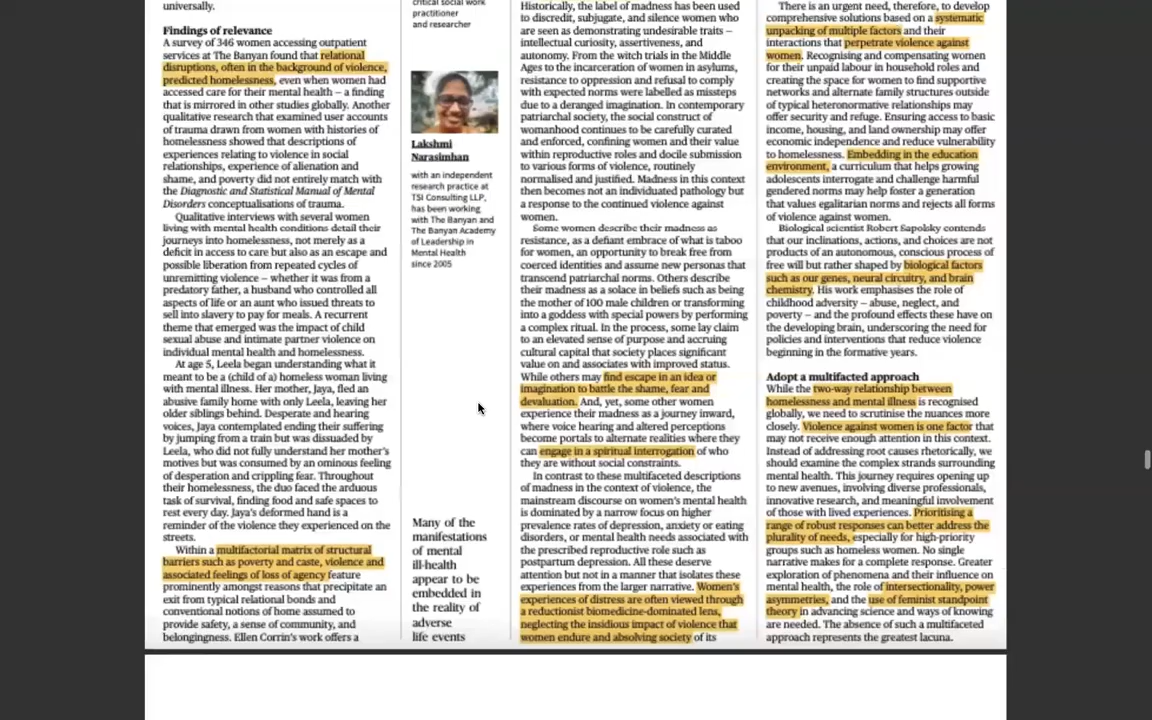 universally.
Findings of relevance
A survey of 346 women accessing outpatient
services at The Banyan found that relational
disruptions, often in the background of violence,
predicted homelessness, even when women had
accessed care for their mental health – a finding
that is mirrored in other studies globally. Another
qualitative research that examined user accounts
of trauma drawn from women with histories of
homelessness showed that descriptions of
experiences relating to violence in social
relationships, experience of alienation and
shame, and poverty did not entirely match with
the Diagnostic and Statistical Manual of Mental
Disorders conceptualisations of trauma.
Qualitative interviews with several women
living with mental health conditions detail their
journeys into homelessness, not merely as a
deficit in access to care but also as an escape and
possible liberation from repeated cycles of
unremitting violence – whether it was from a
predatory father, a husband who controlled all
aspects of life or an aunt who issued threats to
sell into slavery to pay for meals. A recurrent
theme that emerged was the impact of child
sexual abuse and intimate partner violence on
individual mental health and homelessness.
At age 5, Leela began understanding what it
meant to be a (child of a) homeless woman living
with mental illness. Her mother, Jaya, fled an
abusive family home with only Leela, leaving her
older siblings behind. Desperate and hearing
voices, Jaya contemplated ending their suffering
by jumping from a train but was dissuaded by
Leela, who did not fully understand her mother's
motives but was consumed by an ominous feeling
of desperation and crippling fear. Throughout
their homelessness, the duo faced the arduous
task of survival, finding food and safe spaces to
rest every day. Jaya's deformed hand is a
reminder of the violence they experienced on the
streets.
Within a multifactorial matrix of structural
barriers such as poverty and caste, violence and
associated feelings of loss of agency feature
prominently amongst reasons that precipitate an
exit from typical relational bonds and
conventional notions of home assumed to
provide safety, a sense of community, and
belongingness. Ellen Corrin's work offers a
critical social work
practitioner
and researcher
Lakshmi
Narasimhan
with an independent
research practice at
TSI Consulting LLP,
has been working
with The Banyan and
The Banyan Academy
of Leadership in
Mental Health
since 2005
Many of the
manifestations
of mental
ill-health
appear to be
embedded in
the reality of
adverse
life events
Historically, the label of madness has been used
to discredit, subjugate, and silence women who
are seen as demonstrating undesirable traits –
intellectual curiosity, assertiveness, and
autonomy. From the witch trials in the Middle
Ages to the incarceration of women in asylums,
resistance to oppression and refusal to comply
with expected norms were labelled as missteps
due to a deranged imagination. In contemporary
patriarchal society, the social construct of
womanhood continues to be carefully curated
and enforced, confining women and their value
within reproductive roles and docile submission
to various forms of violence, routinely
normalised and justified. Madness in this context
then becomes not an individuated pathology but
a response to the continued violence against
women.
Some women describe their madness as
resistance, as a defiant embrace of what is taboo
for women, an opportunity to break free from
coerced identities and assume new personas that
transcend patriarchal norms. Others describe
their madness as a solace in beliefs such as being
the mother of 100 male children or transforming
into a goddess with special powers by performing
a complex ritual. In the process, some lay claim
to an elevated sense of purpose and accruing
cultural capital that society places significant
value on and associates with improved status.
While others may find escape in an idea or
imagination to battle the shame, fear and
devaluation. And, yet, some other women
experience their madness as a journey inward,
where voice hearing and altered perceptions
become portals to alternate realities where they
can engage in a spiritual interrogation of who
they are without social constraints.
In contrast to these multifaceted descriptions
of madness in the context of violence, the
mainstream discourse on women's mental health
is dominated by a narrow focus on higher
prevalence rates of depression, anxiety or eating
disorders, or mental health needs associated with
the prescribed reproductive role such as
postpartum depression. All these deserve
attention but not in a manner that isolates these
experiences from the larger narrative. Women's
experiences of distress are often viewed through
a reductionist biomedicine-dominated lens,
neglecting the insidious impact of violence that
women endure and absolving society of its
There is an urgent need, therefore, to develop
comprehensive solutions based on a systematic
unpacking of multiple factors and their
interactions that perpetrate violence against
women. Recognising and compensating women
for their unpaid labour in household roles and
creating the space for women to find supportive
networks and alternate family structures outside
of typical heteronormative relationships may
offer security and refuge. Ensuring access to basic
income, housing, and land ownership may offer
economic independence and reduce vulnerability
to homelessness. Embedding in the education
environment, a curriculum that helps growing
adolescents interrogate and challenge harmful
gendered norms may help foster a generation
that values egalitarian norms and rejects all forms
of violence against women.
Biological scientist Robert Sapolsky contends
that our inclinations, actions, and choices are not
products of an autonomous, conscious process of
free will but rather shaped by biological factors
such as our genes, neural circuitry, and brain
chemistry. His work emphasises the role of
childhood adversity – abuse, neglect, and
poverty – and the profound effects these have on
the developing brain, underscoring the need for
policies and interventions that reduce violence
beginning in the formative years.
Adopt a multifacted approach
While the two-way relationship between
homelessness and mental illness is recognised
globally, we need to scrutinise the nuances more
closely. Violence against women is one factor that
may not receive enough attention in this context.
Instead of addressing root causes rhetorically, we
should examine the complex strands surrounding
mental health. This journey requires opening up
to new avenues, involving diverse professionals,
innovative research, and meaningful involvement
of those with lived experiences. Prioritising a
range of robust responses can better address the
plurality of needs, especially for high-priority
groups such as homeless women. No single
narrative makes for a complete response. Greater
exploration of phenomena and their influence on
mental health, the role of intersectionality, power
asymmetries, and the use of feminist standpoint
theory in advancing science and ways of knowing
are needed. The absence of such a multifaceted
approach represents the greatest lacuna.